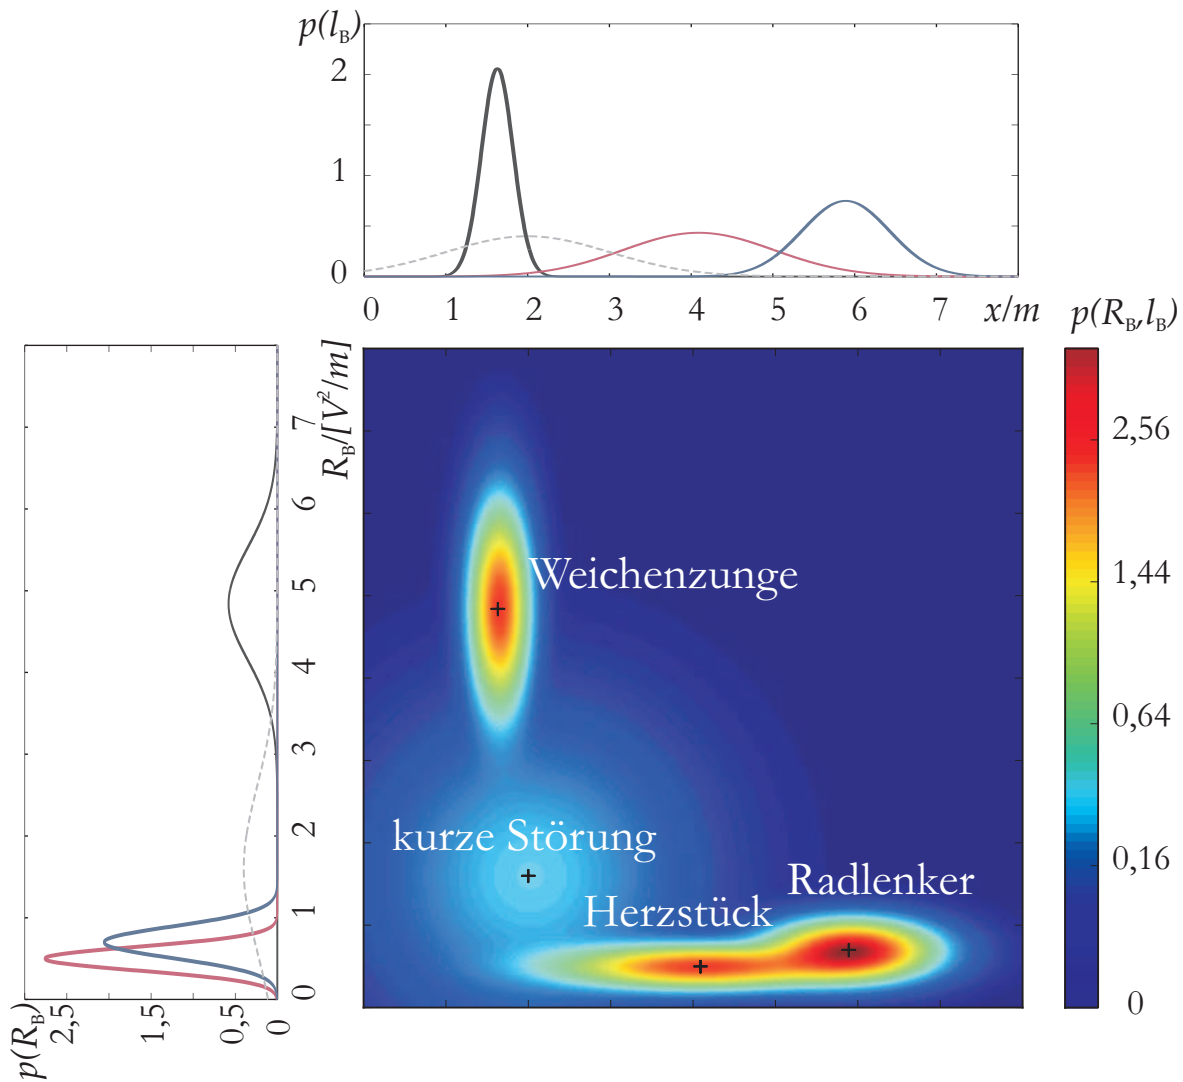 p(l_B)
2
1
0
0 1 2 3 4 5 6 7 x/m
p(R_B,l_B)
R_B/[V²/m]
7
6
5
4
3
2
1
0
p(R_B)
2,5 1,5 0,5 0
Weichenzunge
kurze Störung
Radlenker
Herzstück
2,56
1,44
0,64
0,16
0